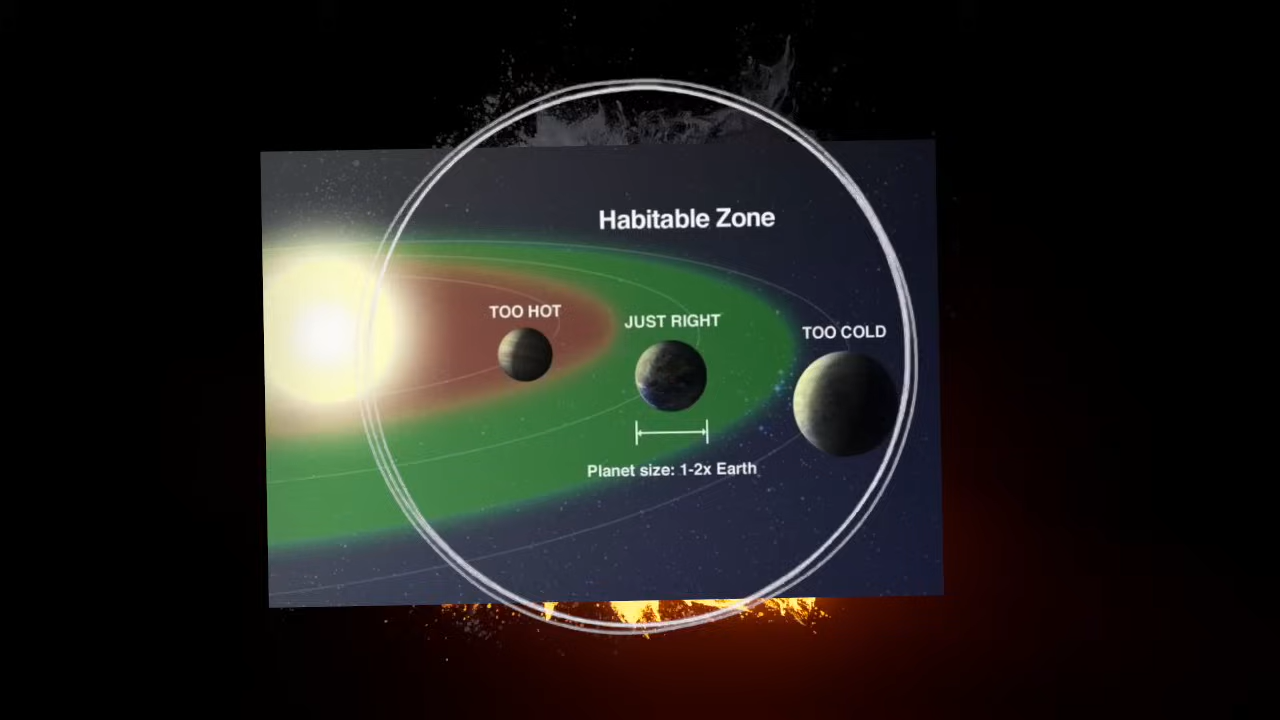 Habitable Zone
TOO HOT
JUST RIGHT
TOO COLD
Planet size: 1-2x Earth